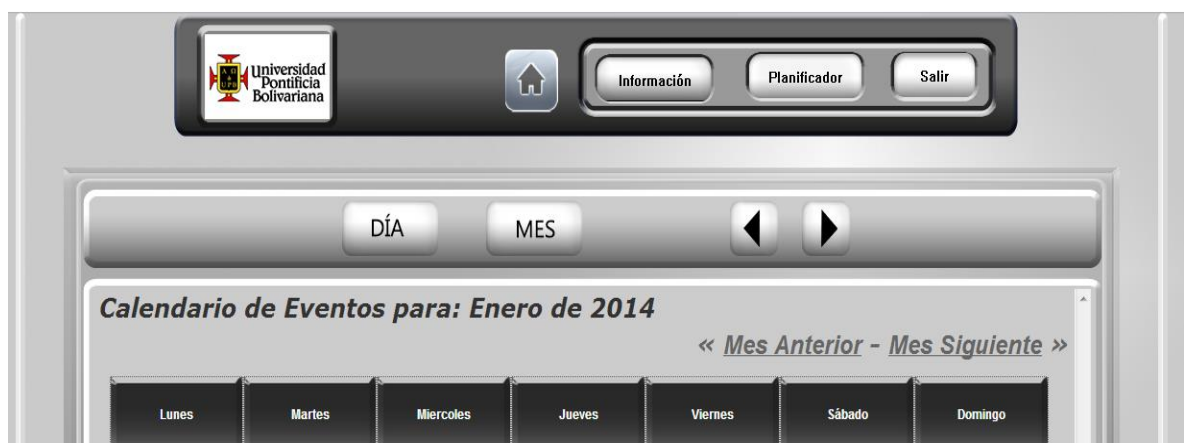 Universidad
Pontificia
Bolivariana
Información Planificador Salir
DÍA MES
Calendario de Eventos para: Enero de 2014
« Mes Anterior - Mes Siguiente »
Lunes Martes Miercoles Jueves Viernes Sábado Domingo